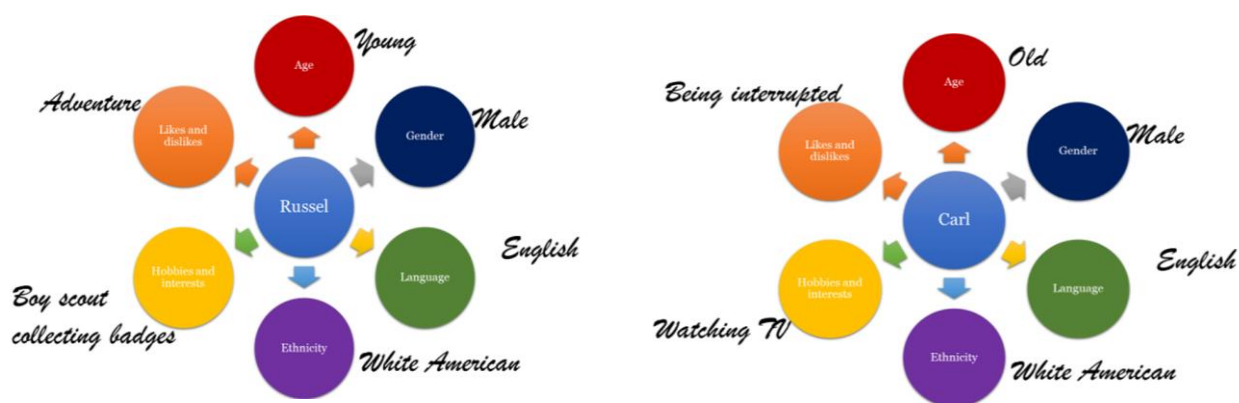 Young
Age
Adventure
Likes and
dislikes
Gender
Male
Russel
Hobbies and
interests
Language
English
Boy scout
collecting badges
Ethnicity
White American
Old
Age
Being interrupted
Likes and
dislikes
Gender
Male
Carl
Hobbies and
interests
Language
English
Watching TV
Ethnicity
White American